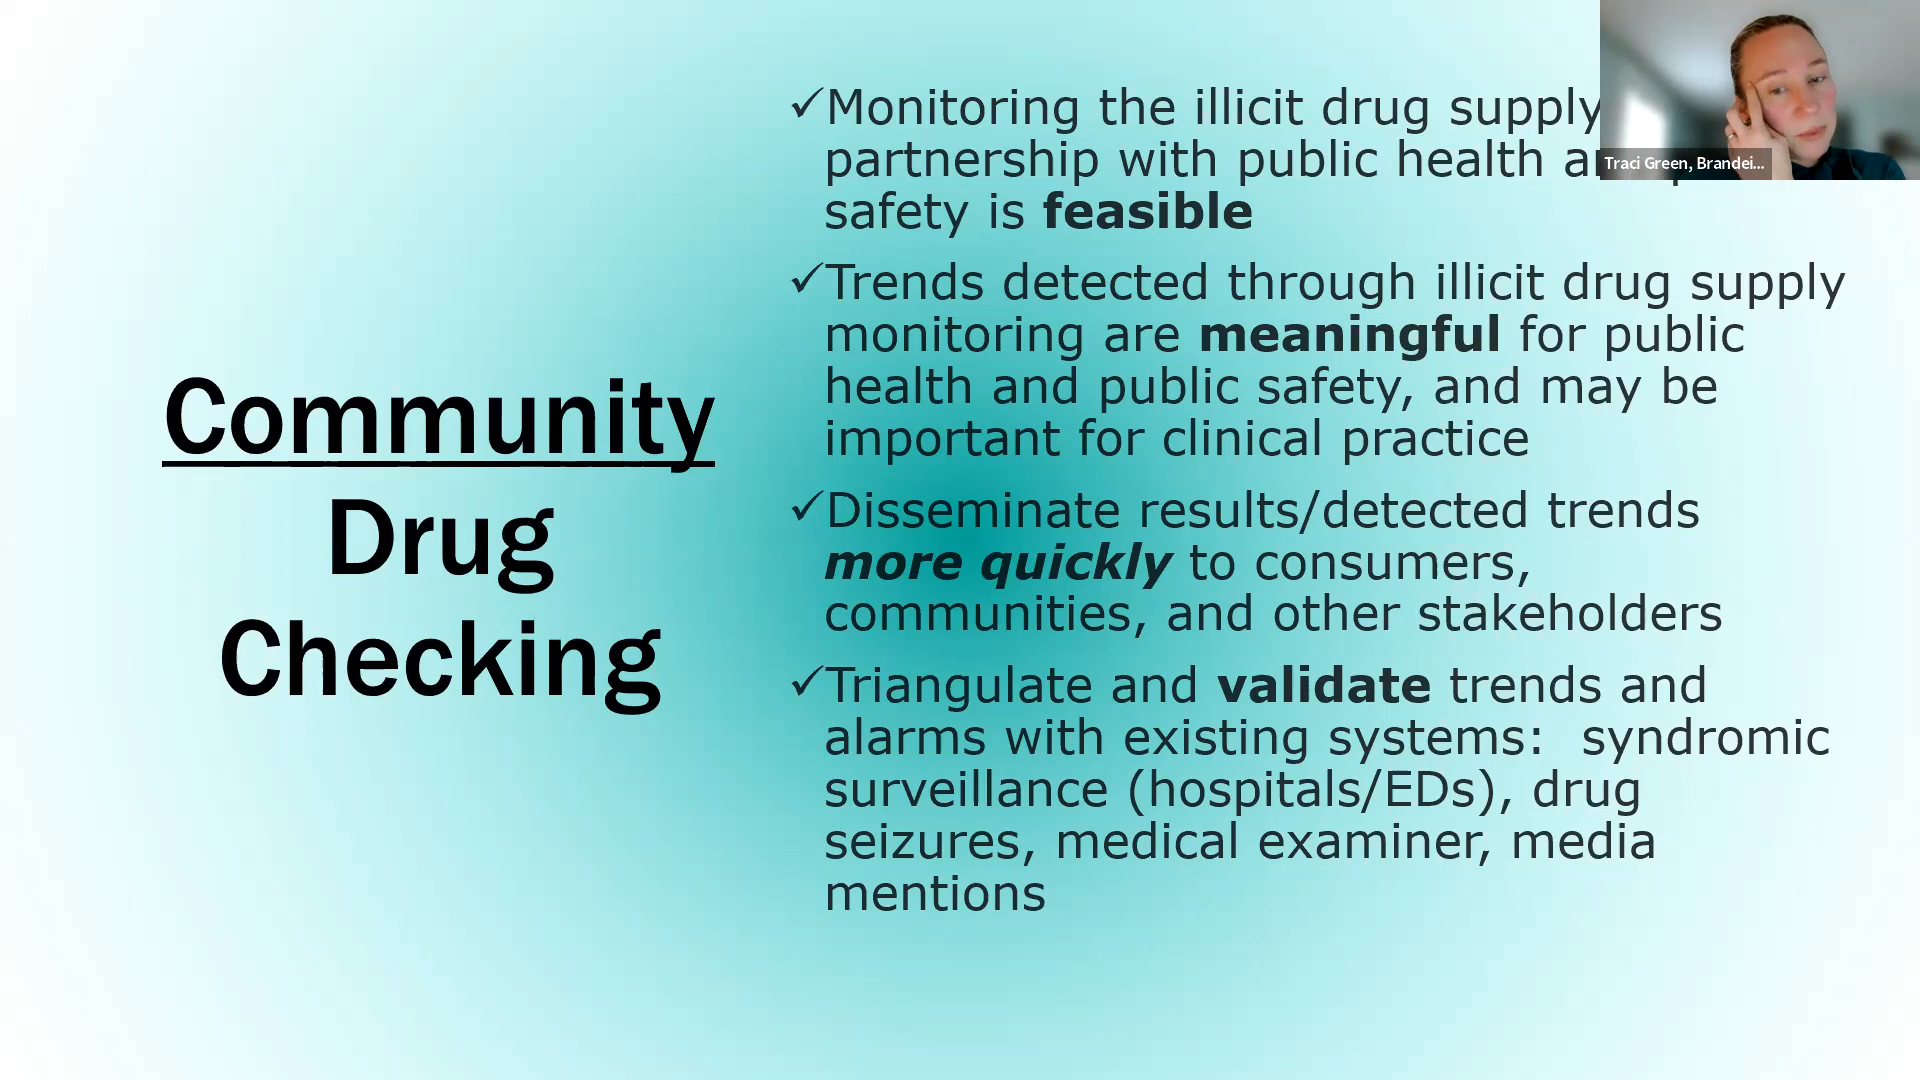 Community
Drug
Checking
✓Monitoring the illicit drug supply
partnership with public health
safety is feasible
✓Trends detected through illicit drug supply
monitoring are meaningful for public
health and public safety, and may be
important for clinical practice
✓Disseminate results/detected trends
more quickly to consumers,
communities, and other stakeholders
✓Triangulate and validate trends and
alarms with existing systems:  syndromic
surveillance (hospitals/EDs), drug
seizures, medical examiner, media
mentions
Traci Green, Brandei...